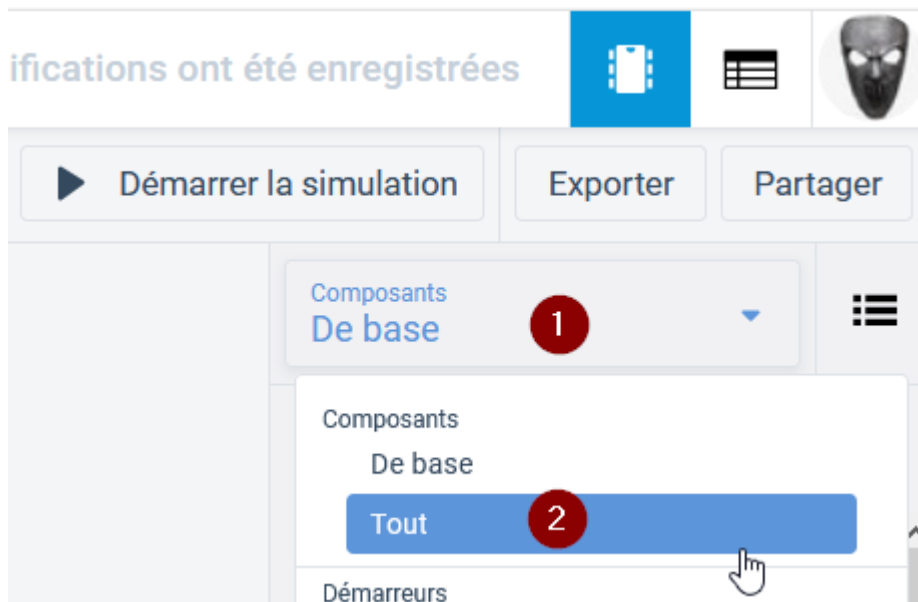 ifications ont été enregistrées
Démarrer la simulation
Exporter
Partager
Composants
De base
1
Composants
De base
Tout
2
Démarreurs